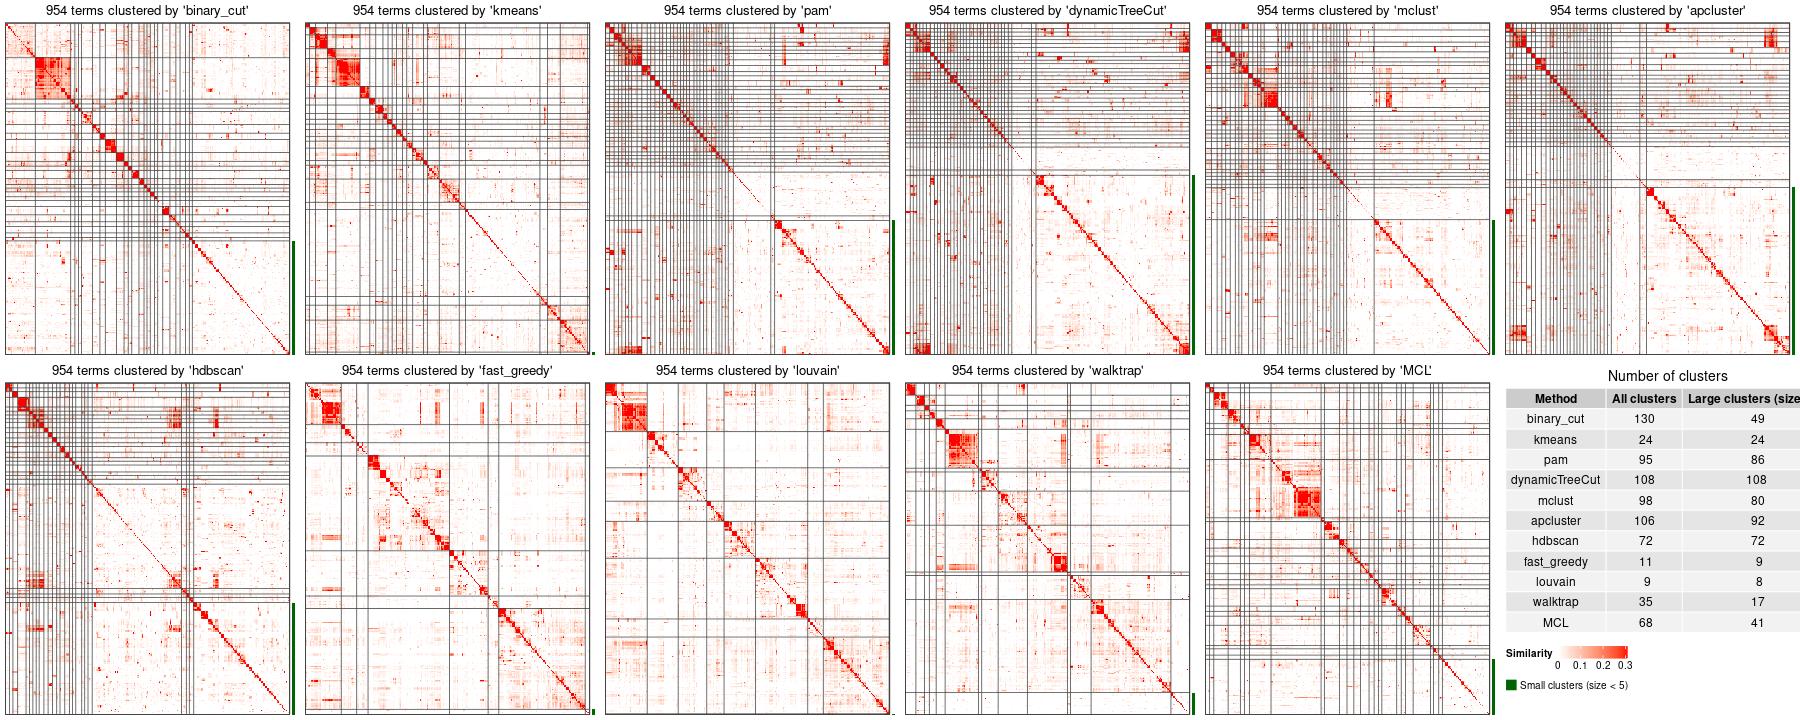 954 terms clustered by 'binary_cut'
954 terms clustered by 'kmeans'
954 terms clustered by 'pam'
954 terms clustered by 'dynamicTreeCut'
954 terms clustered by 'mclust'
954 terms clustered by 'apcluster'
954 terms clustered by 'hdbscan'
954 terms clustered by 'fast_greedy'
954 terms clustered by 'louvain'
954 terms clustered by 'walktrap'
954 terms clustered by 'MCL'
Number of clusters
Method All clusters Large clusters (size
binary_cut 130 49
kmeans 24 24
pam 95 86
dynamicTreeCut 108 108
mclust 98 80
apcluster 106 92
hdbscan 72 72
fast_greedy 11 9
louvain 9 8
walktrap 35 17
MCL 68 41
Similarity
0 0.1 0.2 0.3
Small clusters (size < 5)